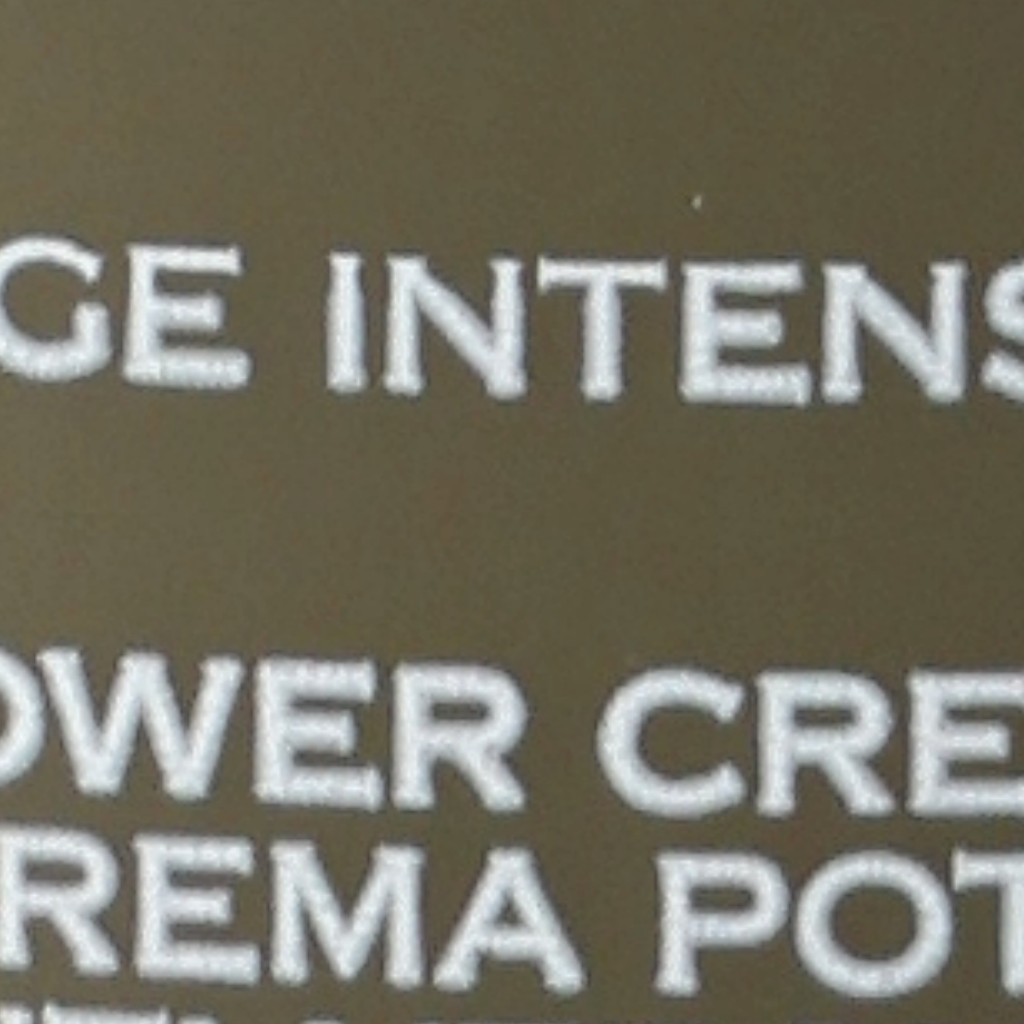 GE INTENS
OWER CRE
REMA POT